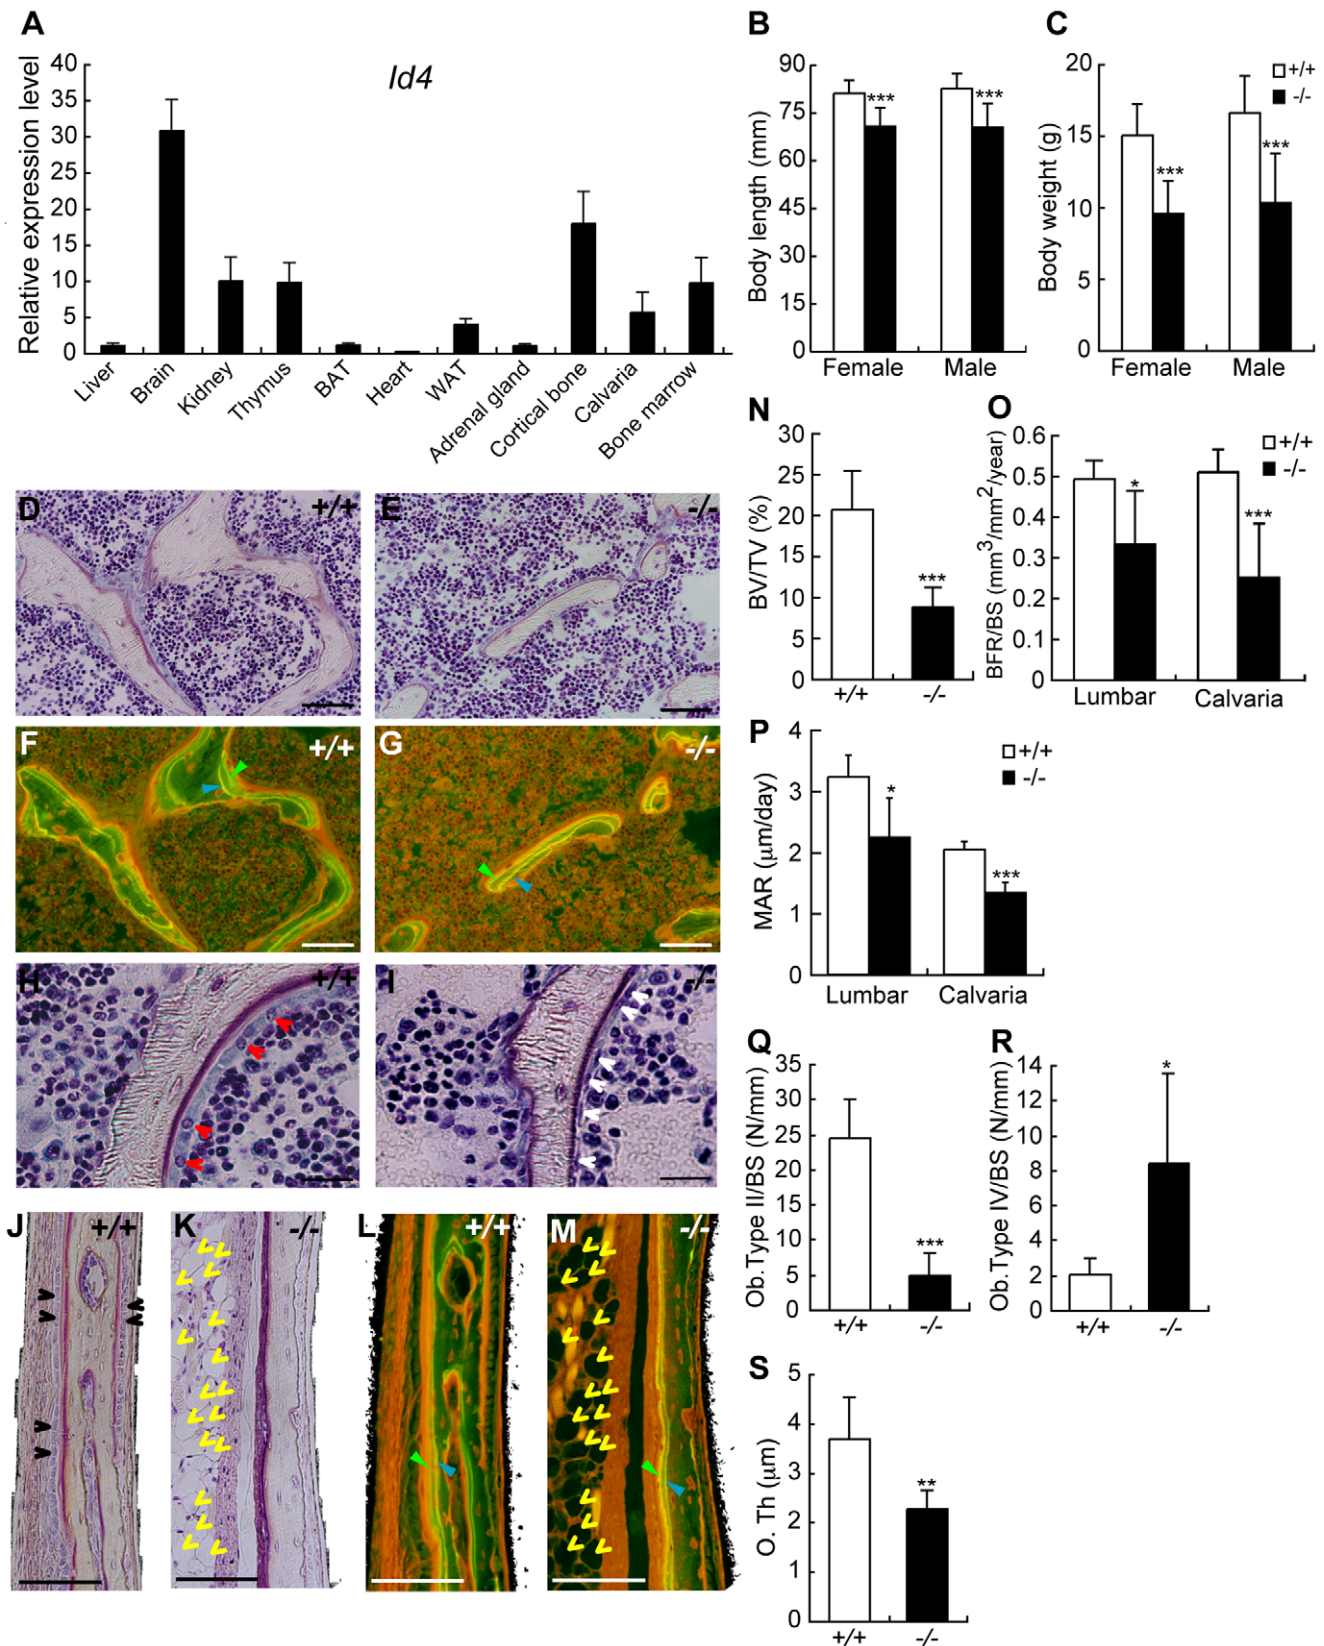 A
Id4
Relative expression level
40
35
30
25
20
15
10
5
0
Liver
Brain
Kidney
Thymus
BAT
Heart
WAT
Adrenal gland
Cortical bone
Calvaria
Bone marrow
B
Body length (mm)
90
75
60
45
30
15
0
***
***
Female Male
C
Body weight (g)
20
15
10
5
0
+/+
-/-
***
***
Female Male
D
+/+
E
-/-
F
+/+
G
-/-
H
+/+
I
-/-
J
+/+
K
-/-
L
+/+
M
-/-
N
BV/TV (%)
30
25
20
15
10
5
0
***
+/+ -/-
O
BFR/BS (mm3/mm2/year)
0.6
0.5
0.4
0.3
0.2
0.1
0
+/+
-/-
*
***
Lumbar Calvaria
P
MAR (μm/day)
4
3
2
1
0
+/+
-/-
*
***
Lumbar Calvaria
Q
Ob.Type II/BS (N/mm)
35
30
25
20
15
10
5
0
***
+/+ -/-
R
Ob.Type IV/BS (N/mm)
14
12
10
8
6
4
2
0
*
+/+ -/-
S
O. Th (μm)
5
4
3
2
1
0
**
+/+ -/-